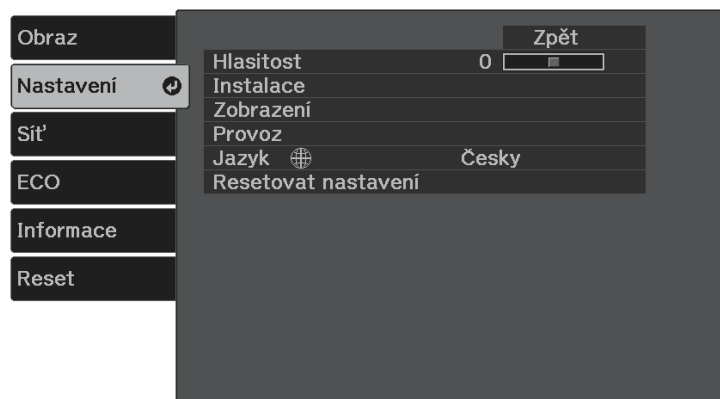 Obraz
Nastavení
Síť
ECO
Informace
Reset
Zpět
Hlasitost 0
Instalace
Zobrazení
Provoz
Jazyk Česky
Resetovat nastavení